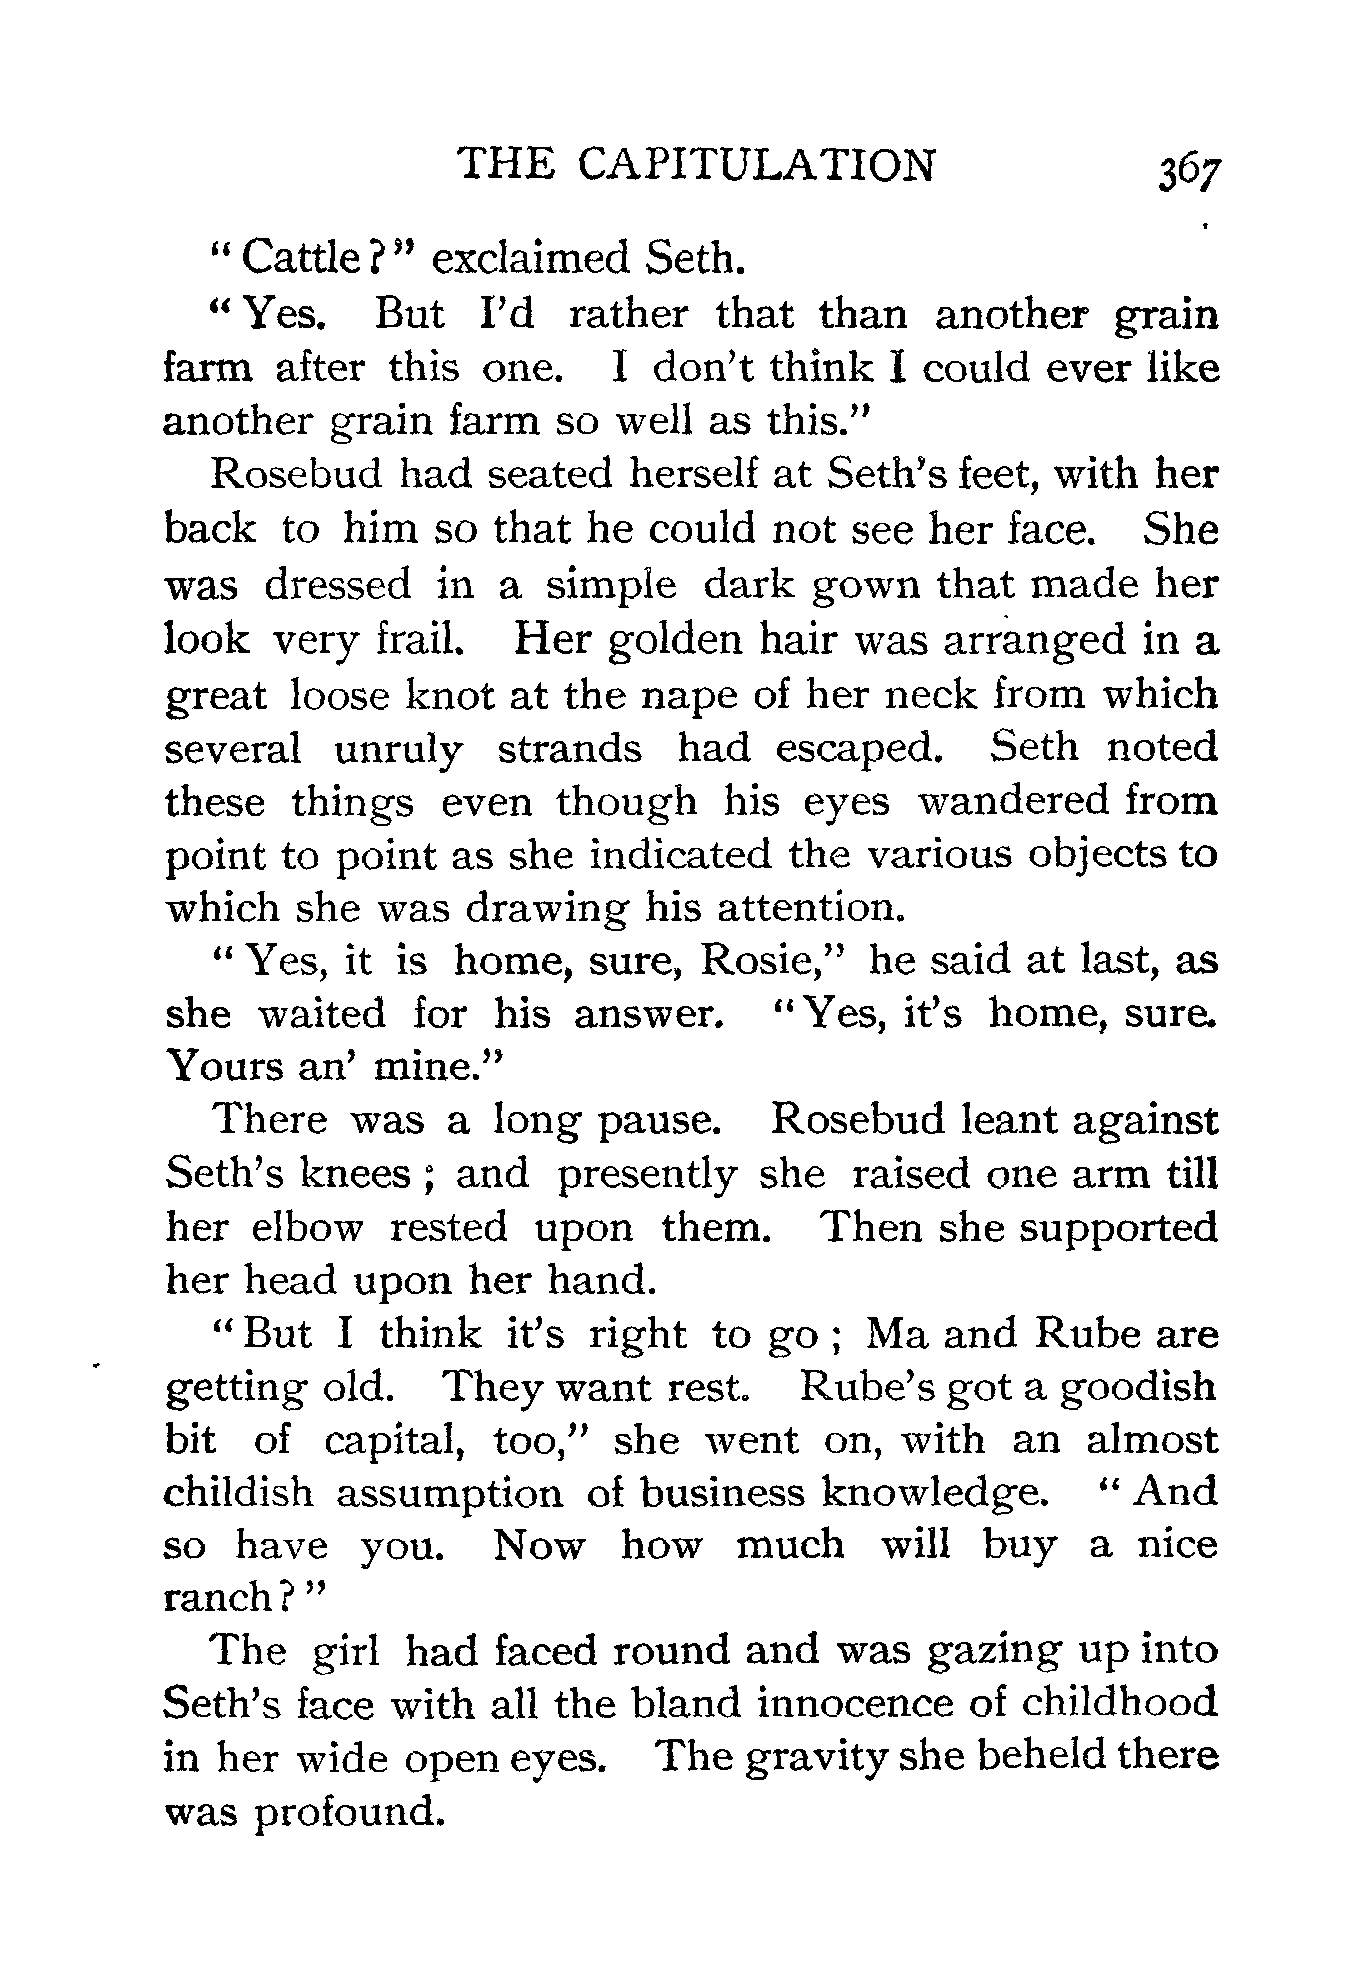 THE CAPITULATION 367
"Cattle?" exclaimed Seth.
"Yes. But I'd rather that than another grain
farm after this one. I don't think I could ever like
another grain farm so well as this."
Rosebud had seated herself at Seth's feet, with her
back to him so that he could not see her face. She
was dressed in a simple dark gown that made her
look very frail. Her golden hair was arranged in a
great loose knot at the nape of her neck from which
several unruly strands had escaped. Seth noted
these things even though his eyes wandered from
point to point as she indicated the various objects to
which she was drawing his attention.
"Yes, it is home, sure, Rosie," he said at last, as
she waited for his answer. "Yes, it's home, sure.
Yours an' mine."
There was a long pause. Rosebud leant against
Seth's knees; and presently she raised one arm till
her elbow rested upon them. Then she supported
her head upon her hand.
"But I think it's right to go; Ma and Rube are
getting old. They want rest. Rube's got a goodish
bit of capital, too," she went on, with an almost
childish assumption of business knowledge. "And
so have you. Now how much will buy a nice
ranch?"
The girl had faced round and was gazing up into
Seth's face with all the bland innocence of childhood
in her wide open eyes. The gravity she beheld there
was profound.